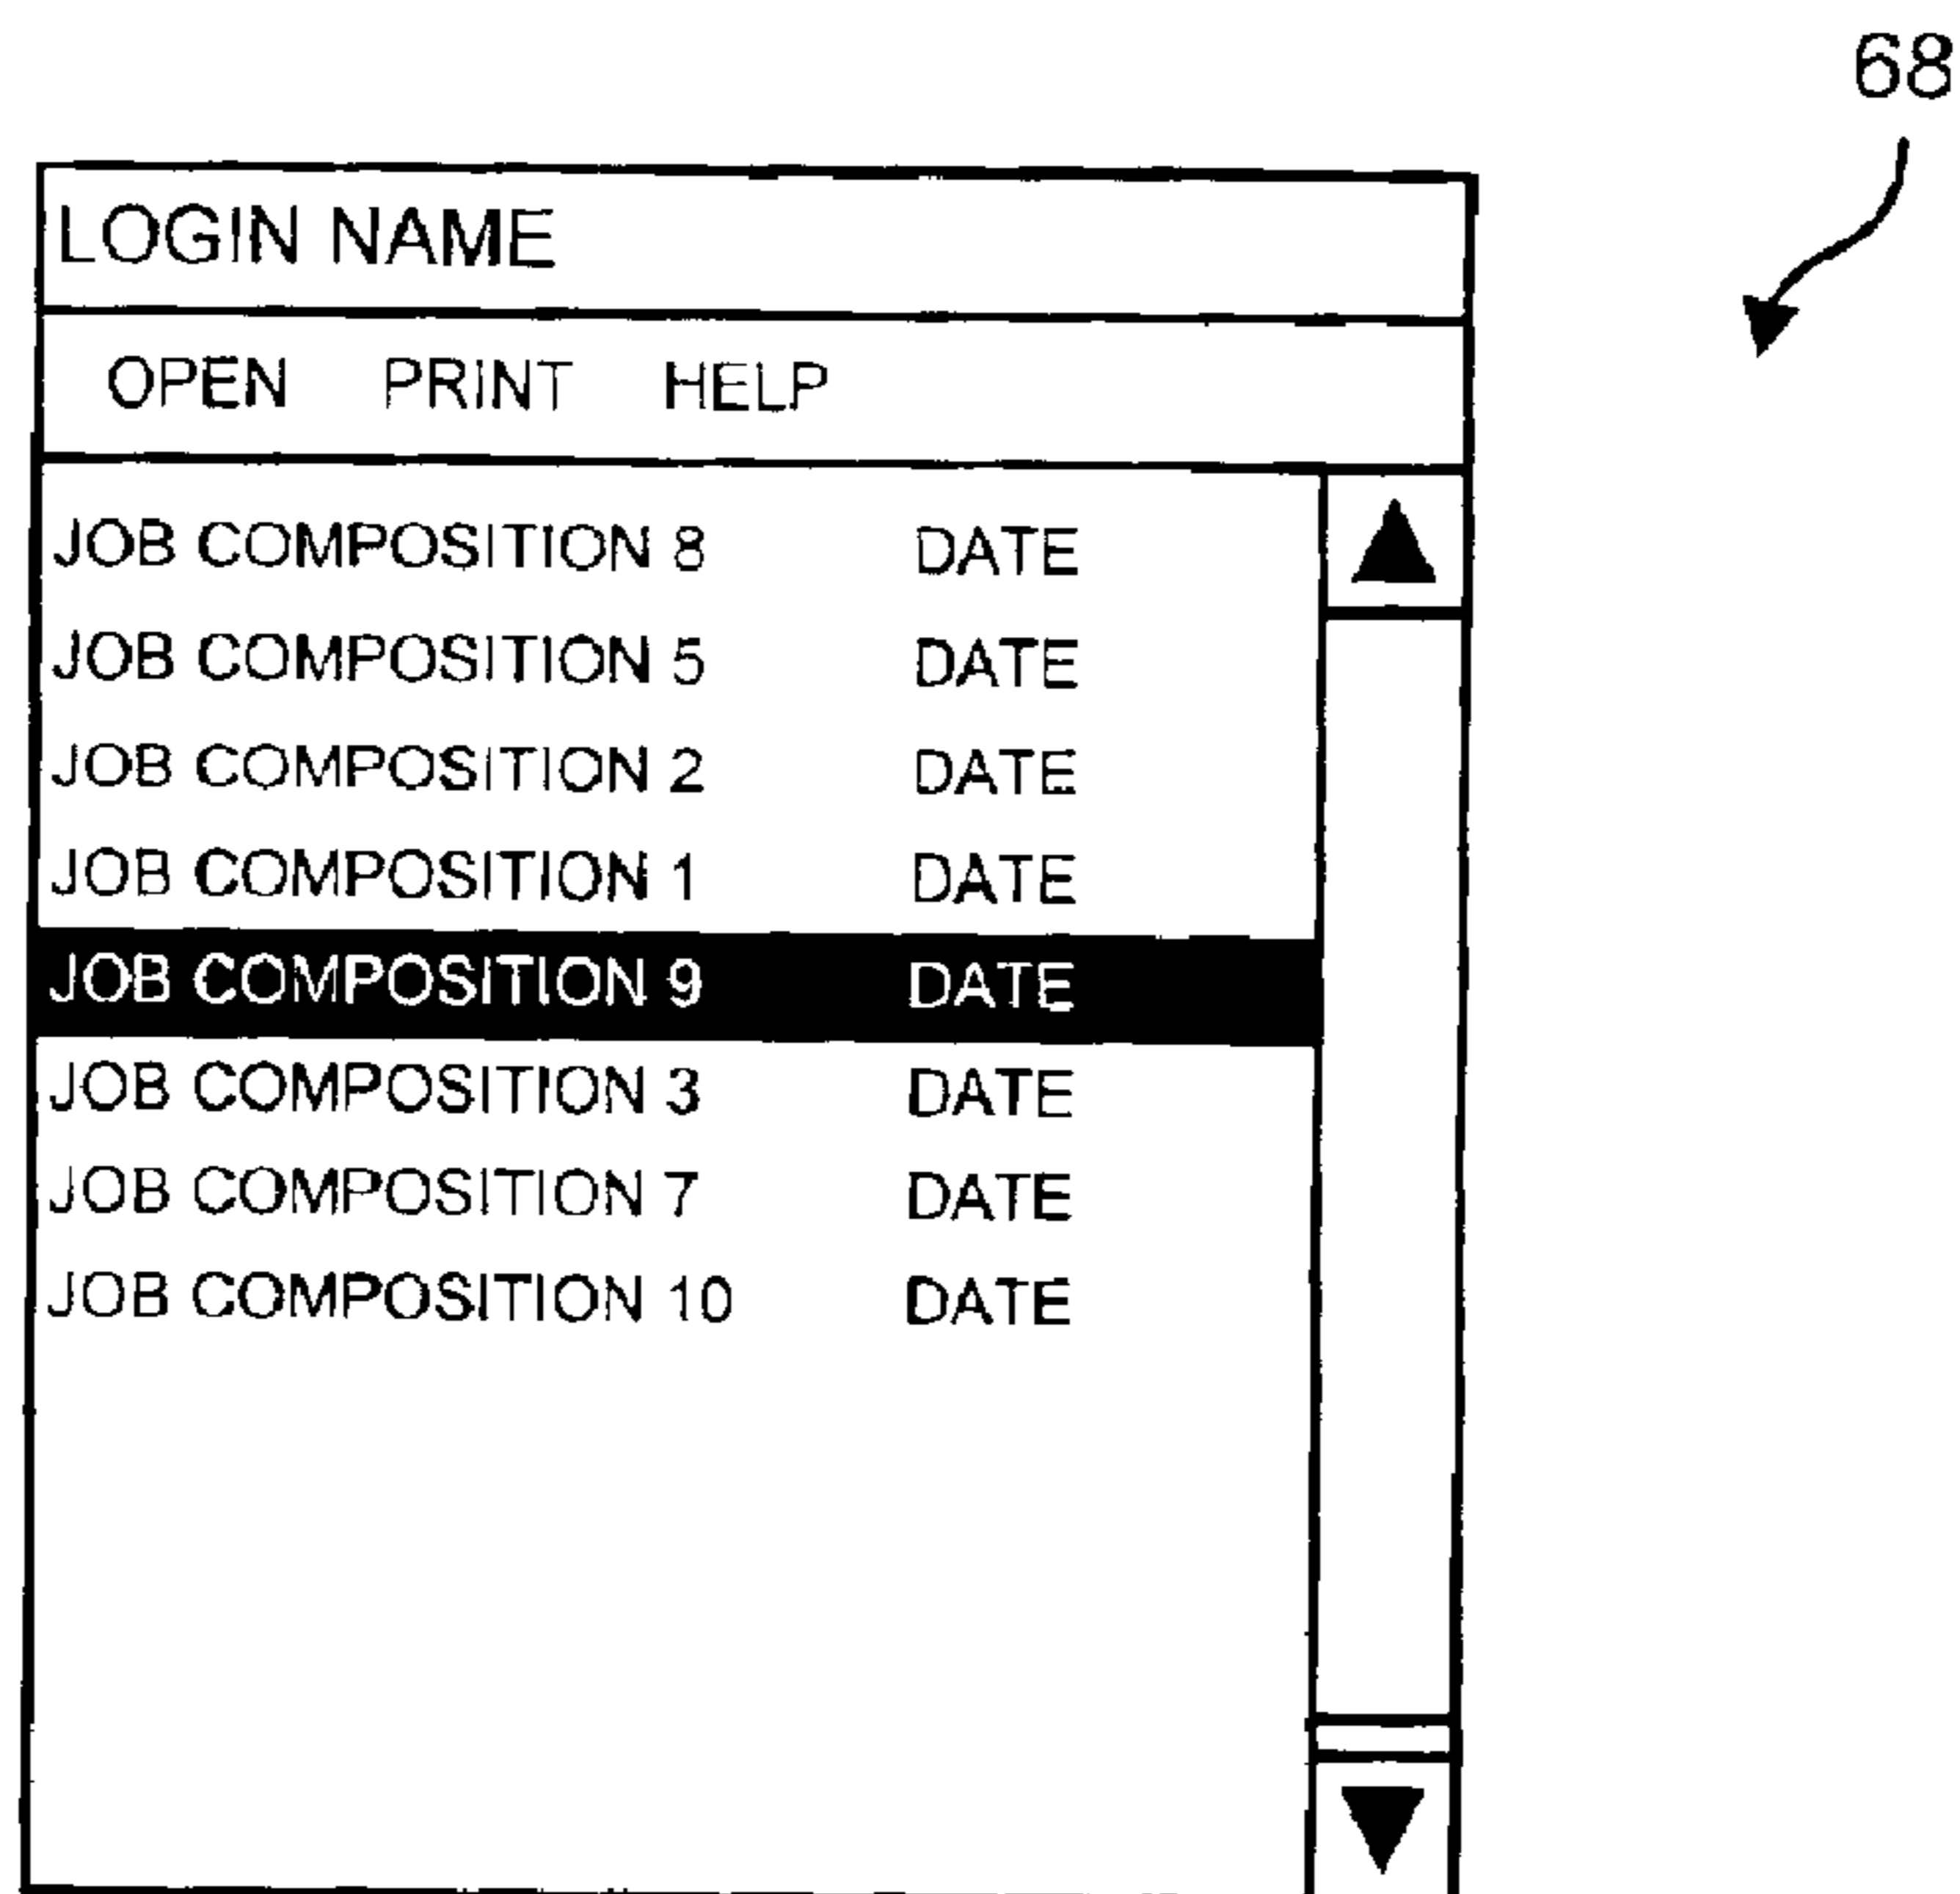 68
LOGIN NAME
OPEN PRINT HELP
JOB COMPOSITION 8 DATE
JOB COMPOSITION 5 DATE
JOB COMPOSITION 2 DATE
JOB COMPOSITION 1 DATE
JOB COMPOSITION 9 DATE
JOB COMPOSITION 3 DATE
JOB COMPOSITION 7 DATE
JOB COMPOSITION 10 DATE